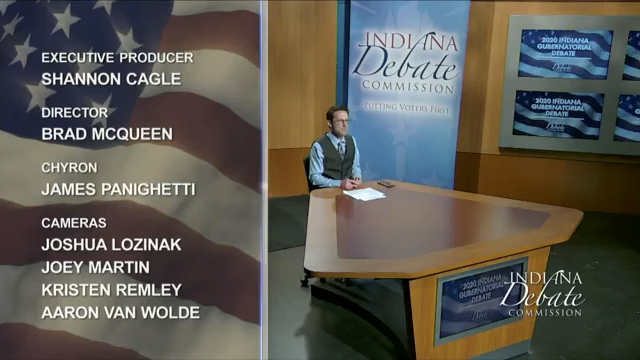 EXECUTIVE PRODUCER
SHANNON CAGLE
DIRECTOR
BRAD MCQUEEN
CHYRON
JAMES PANIGHETTI
CAMERAS
JOSHUA LOZINAK
JOEY MARTIN
KRISTEN REMLEY
AARON VAN WOLDE
INDIANA
Debate
COMMISSION
PUTTING VOTERS FIRST
2020 INDIANA
GUBERNATORIAL
DEBATE
2020 INDIANA
GUBERNATORIAL
DEBATE
2020 INDIANA
GUBERNATORIAL
DEBATE
INDIANA
Debate
COMMISSION